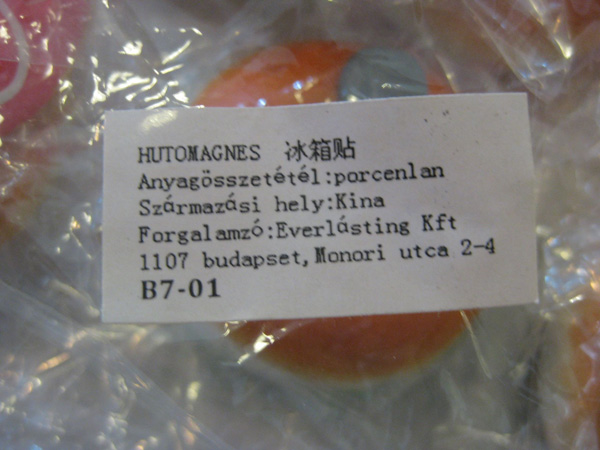 HUTOMAGNES 冰箱贴
Anyagösszetétél:porcenlan
Származási hely:Kina
Forgalamzó:Everlásting Kft
1107 budapset,Monori utca 2-4
B7-01